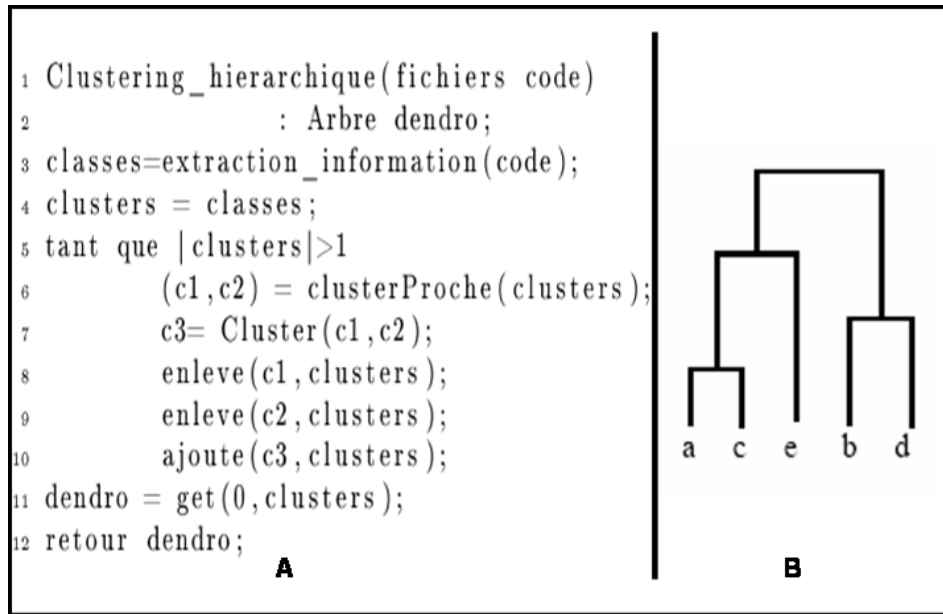 1 Clustering_hierarchique(fichiers code)
2 : Arbre dendro;
3 classes=extraction_information(code);
4 clusters = classes;
5 tant que |clusters|>1
6 (c1,c2) = clusterProche(clusters);
7 c3= Cluster(c1,c2);
8 enleve(c1,clusters);
9 enleve(c2,clusters);
10 ajoute(c3,clusters);
11 dendro = get(0,clusters);
12 retour dendro;
A
a c e b d
B